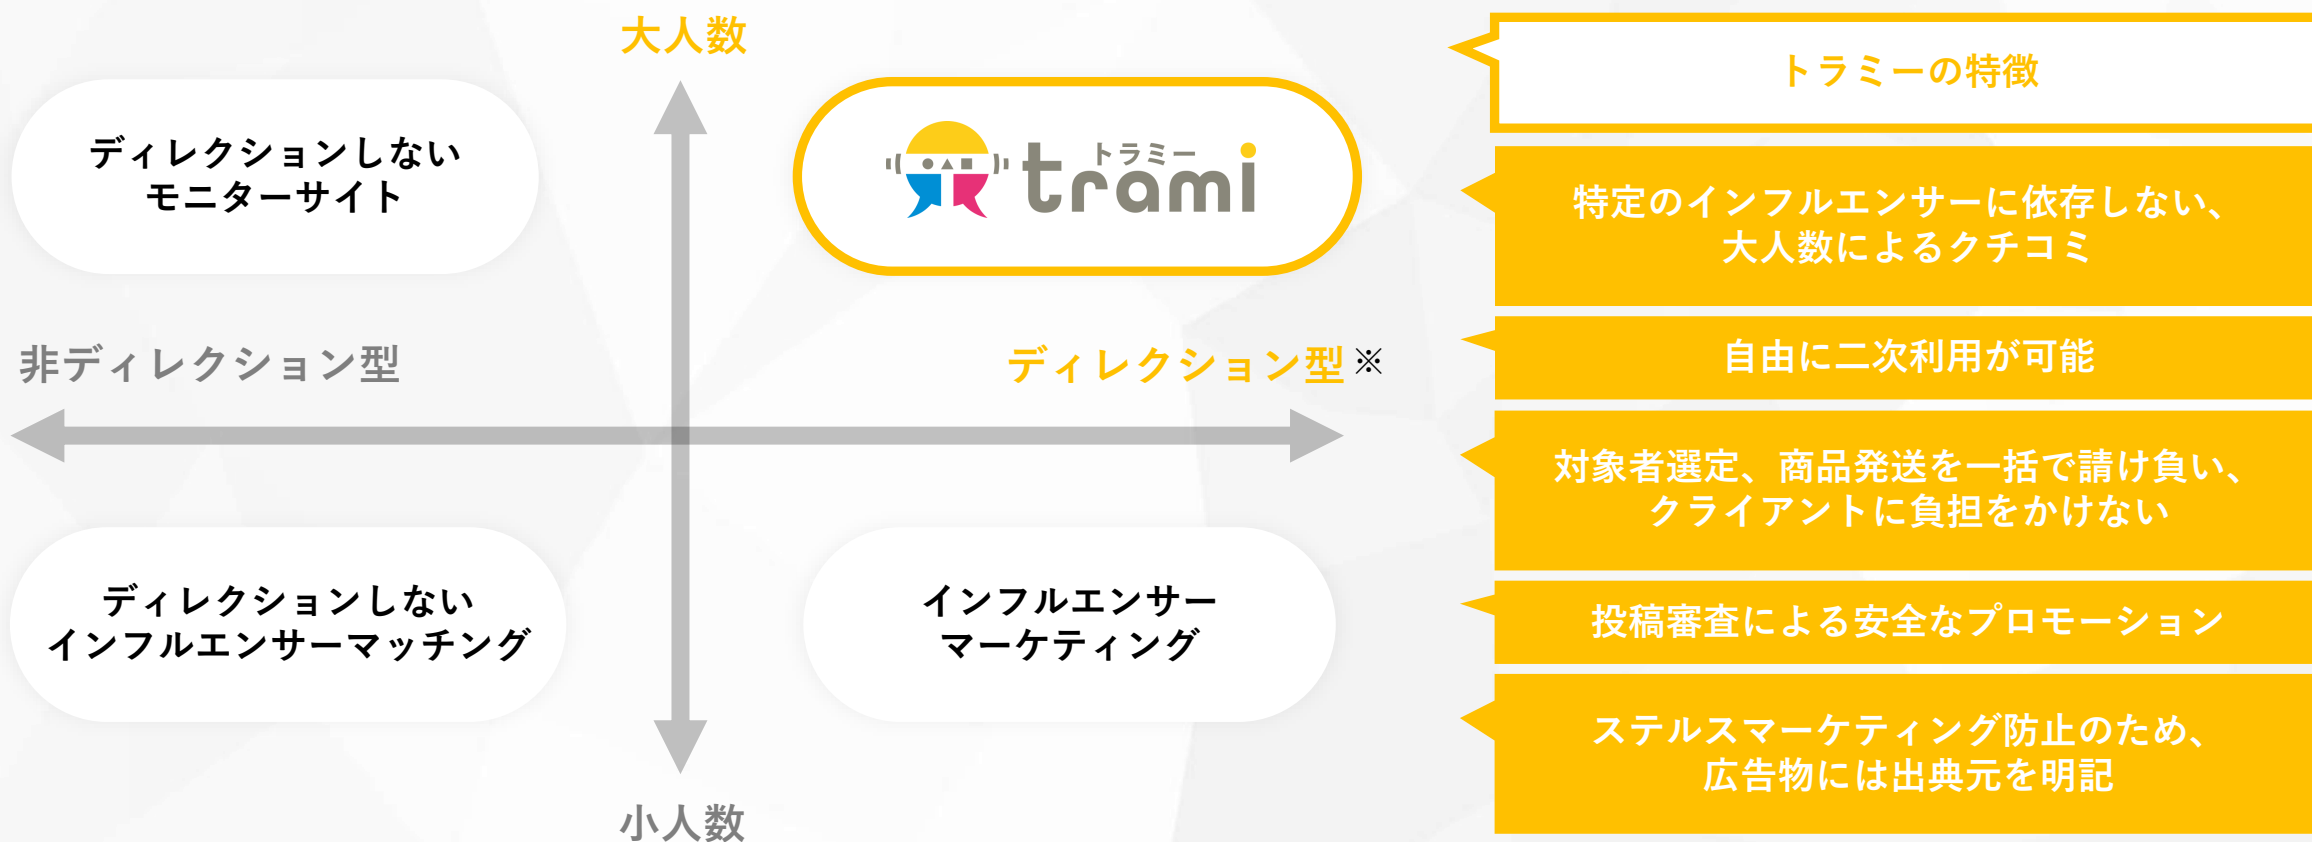 大人数
ディレクションしない
モニターサイト
トラミー
trami
非ディレクション型
ディレクション型※
ディレクションしない
インフルエンサーマッチング
インフルエンサー
マーケティング
小人数
トラミーの特徴
特定のインフルエンサーに依存しない、
大人数によるクチコミ
自由に二次利用が可能
対象者選定、商品発送を一括で請け負い、
クライアントに負担をかけない
投稿審査による安全なプロモーション
ステルスマーケティング防止のため、
広告物には出典元を明記